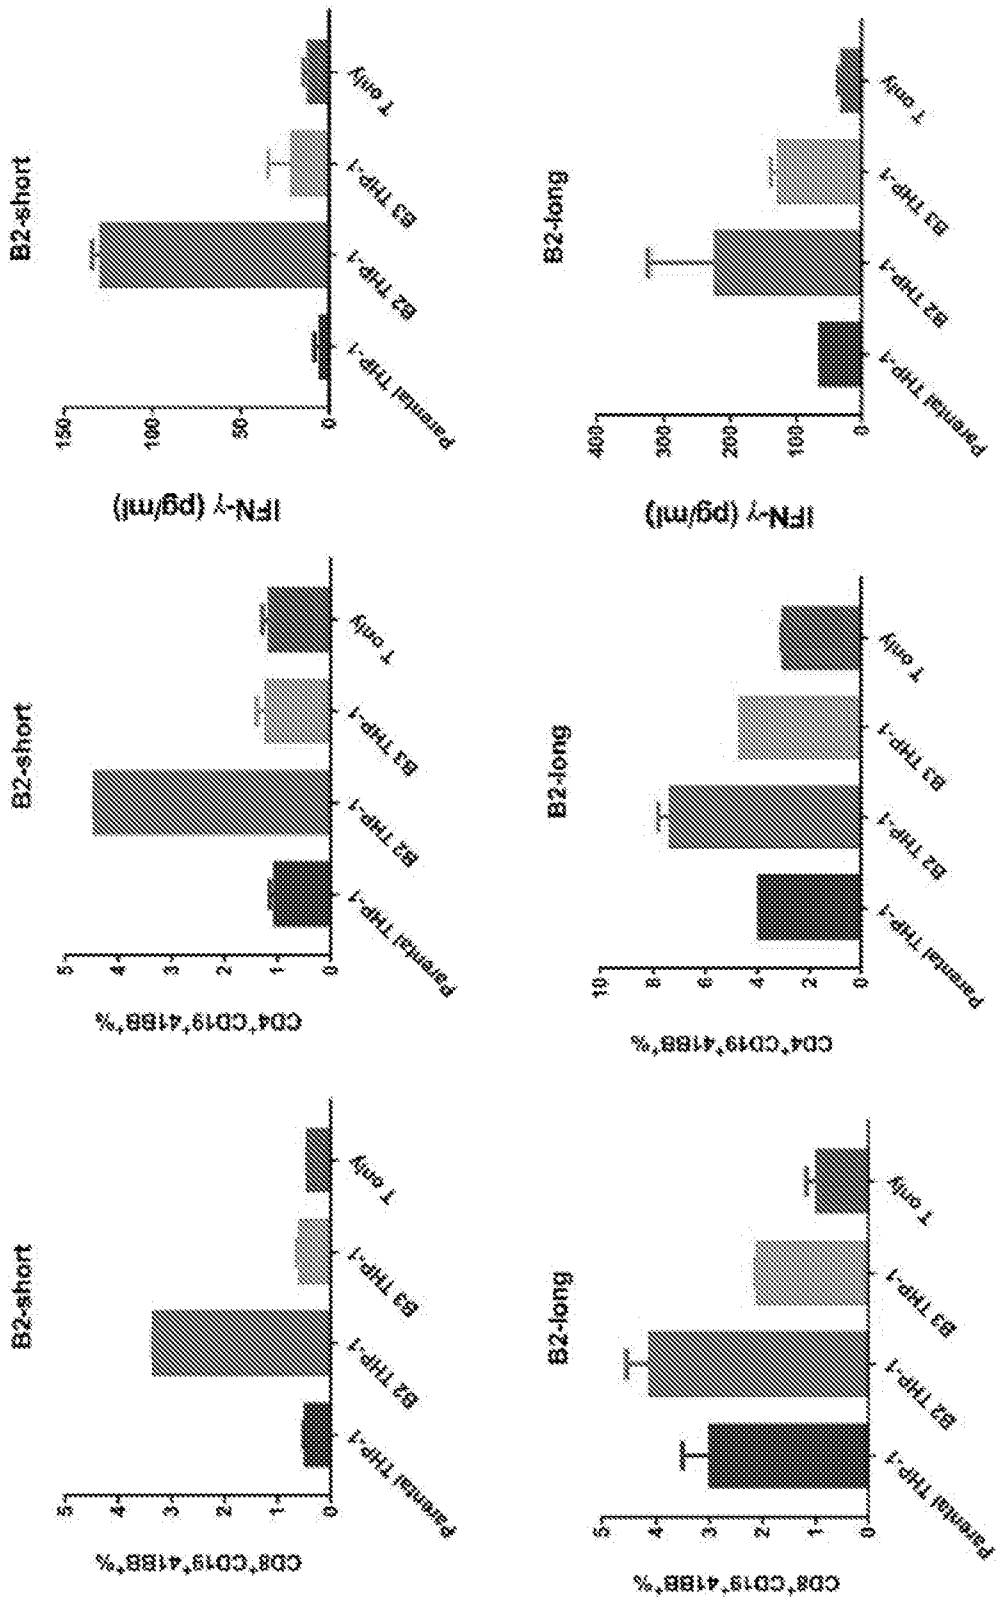 B2-short
CD8⁺CD19⁺41BB⁺%
5
4
3
2
1
0
Parental THP-1
B2 THP-1
B3 THP-1
T only
B2-short
CD4⁺CD19⁺41BB⁺%
5
4
3
2
1
0
Parental THP-1
B2 THP-1
B3 THP-1
T only
B2-short
IFN-γ (pg/ml)
150
100
50
0
Parental THP-1
B2 THP-1
B3 THP-1
T only
B2-long
CD8⁺CD19⁺41BB⁺%
5
4
3
2
1
0
Parental THP-1
B2 THP-1
B3 THP-1
T only
B2-long
CD4⁺CD19⁺41BB⁺%
10
8
6
4
2
0
Parental THP-1
B2 THP-1
B3 THP-1
T only
B2-long
IFN-γ (pg/ml)
400
300
200
100
0
Parental THP-1
B2 THP-1
B3 THP-1
T only